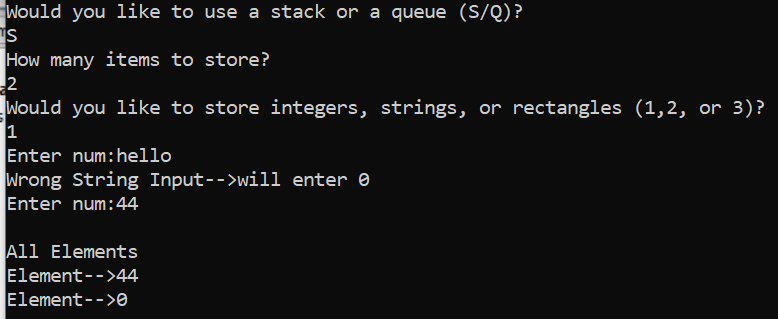 Would you like to use a stack or a queue (S/Q)?
S
How many items to store?
2
Would you like to store integers, strings, or rectangles (1,2, or 3)?
1
Enter num:hello
Wrong String Input-->will enter 0
Enter num:44
All Elements
Element-->44
Element-->0